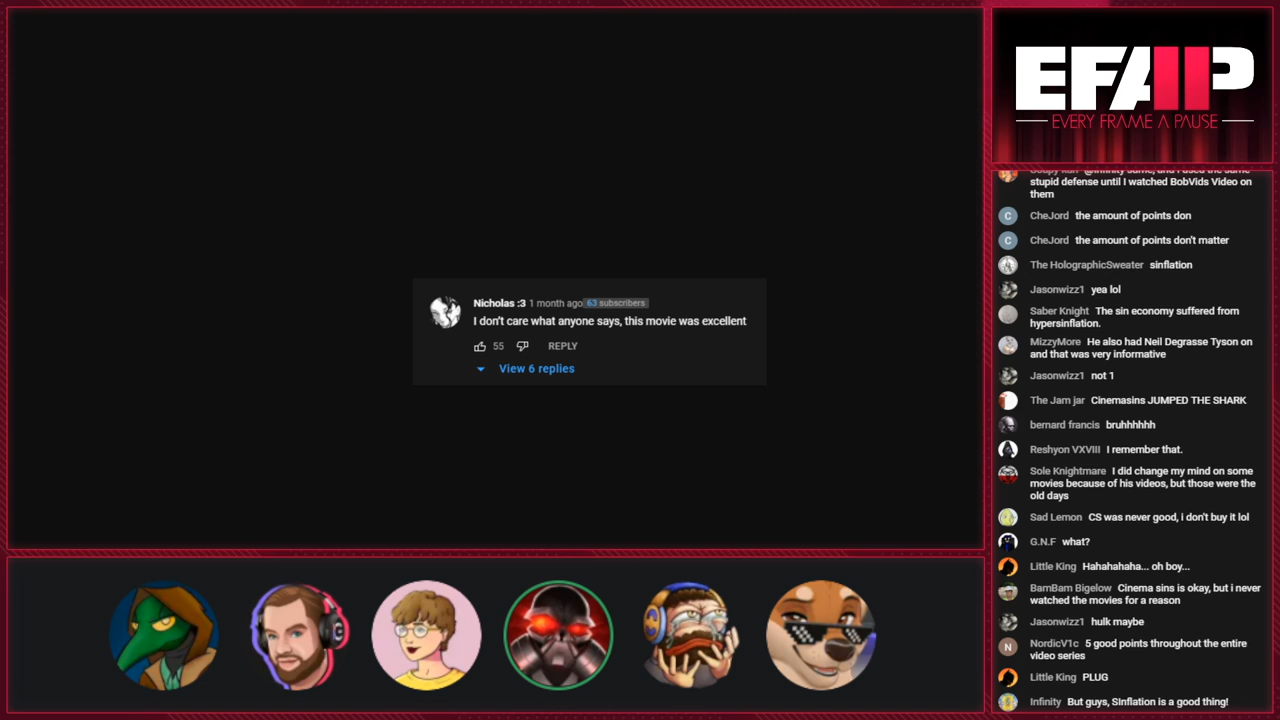 Nicholas :3 1 month ago 63 subscribers
I don't care what anyone says, this movie was excellent
55 REPLY
View 6 replies
EFAP
EVERY FRAME A PAUSE
same, and I used the same
stupid defense until I watched BobVids Video on
them
C CheJord the amount of points don
C CheJord the amount of points don't matter
The HolographicSweater sinflation
Jasonwizz1 yea lol
Saber Knight The sin economy suffered from
hypersinflation.
MizzyMore He also had Neil Degrasse Tyson on
and that was very informative
Jasonwizz1 not 1
The Jam jar Cinemasins JUMPED THE SHARK
bernard francis bruhhhhhh
Reshyon VXVIII I remember that.
Sole Knightmare I did change my mind on some
movies because of his videos, but those were the
old days
Sad Lemon CS was never good, i don't buy it lol
G.N.F what?
Little King Hahahahaha... oh boy...
BamBam Bigelow Cinema sins is okay, but i never
watched the movies for a reason
Jasonwizz1 hulk maybe
N NordicV1c 5 good points throughout the entire
video series
Little King PLUG
Infinity But guys, SInflation is a good thing!